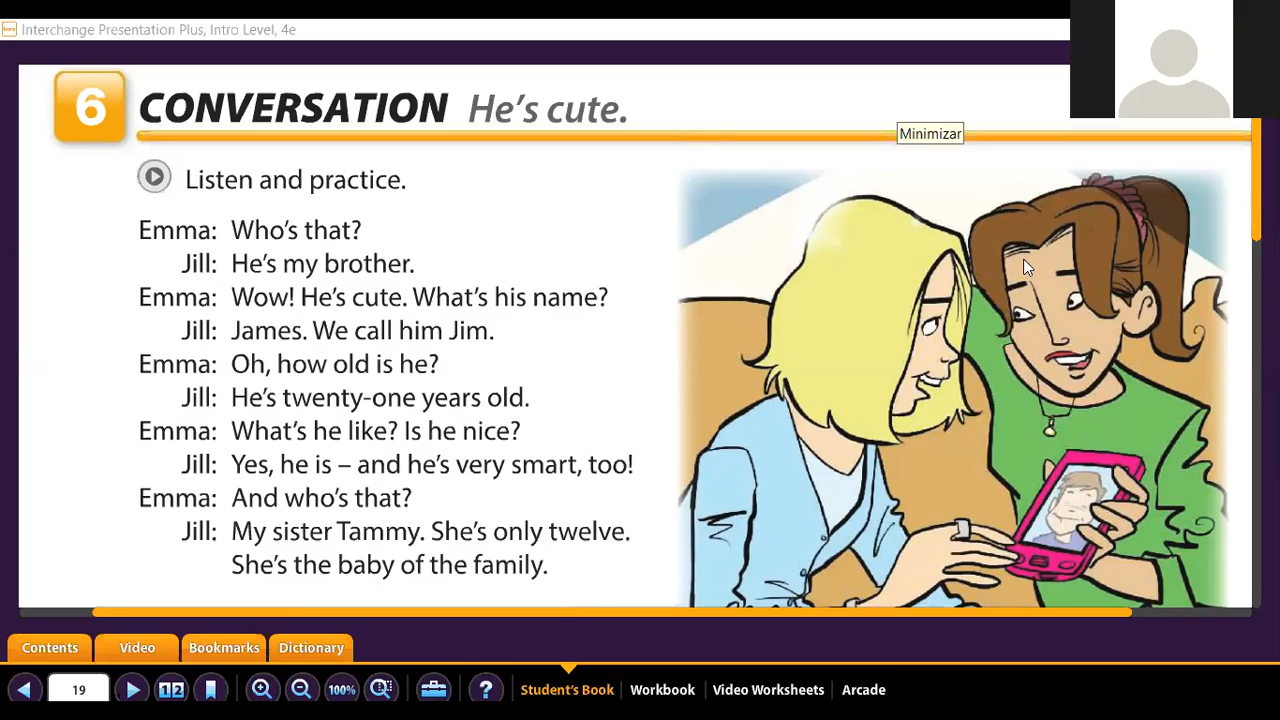 Interchange Presentation Plus, Intro Level, 4e
6 CONVERSATION He's cute.
Minimizar
Listen and practice.
Emma: Who's that?
Jill: He's my brother.
Emma: Wow! He's cute. What's his name?
Jill: James. We call him Jim.
Emma: Oh, how old is he?
Jill: He's twenty-one years old.
Emma: What's he like? Is he nice?
Jill: Yes, he is – and he's very smart, too!
Emma: And who's that?
Jill: My sister Tammy. She's only twelve.
She's the baby of the family.
Contents Video Bookmarks Dictionary
19 12 100% ? Student's Book Workbook Video Worksheets Arcade